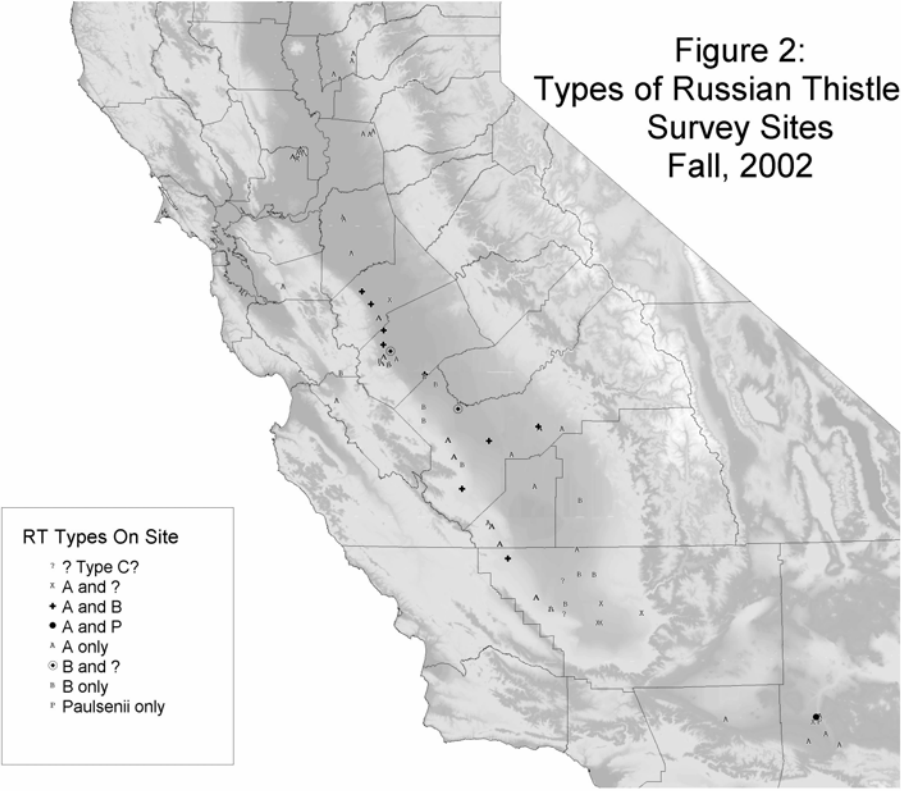 Figure 2:
Types of Russian Thistle
Survey Sites
Fall, 2002
RT Types On Site
? ? Type C?
x A and ?
+ A and B
● A and P
A A only
⊙ B and ?
B B only
P Paulsenii only